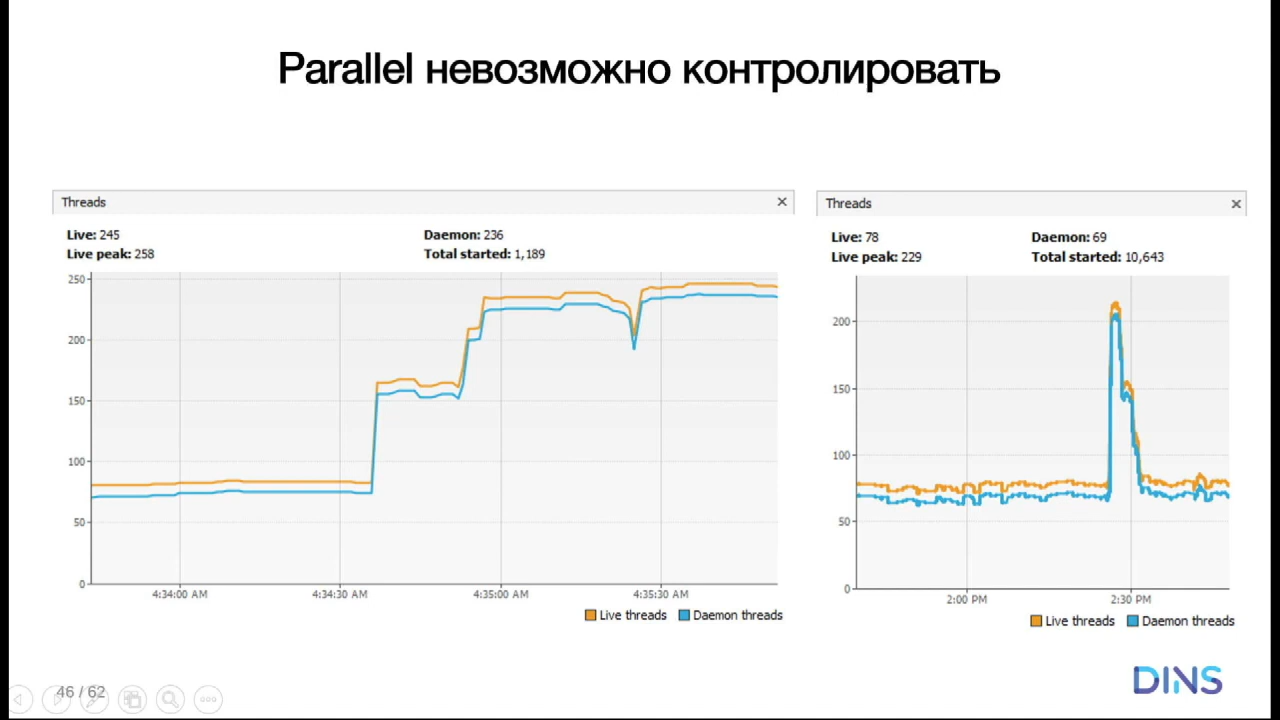 Parallel невозможно контролировать
Threads
Live: 245
Daemon: 236
Live peak: 258
Total started: 1,189
250
200
150
100
50
0
4:34:00 AM
4:34:30 AM
4:35:00 AM
4:35:30 AM
Live threads
Daemon threads
Threads
Live: 78
Daemon: 69
Live peak: 229
Total started: 10,643
200
150
100
50
0
2:00 PM
2:30 PM
Live threads
Daemon threads
46 / 62
DINS